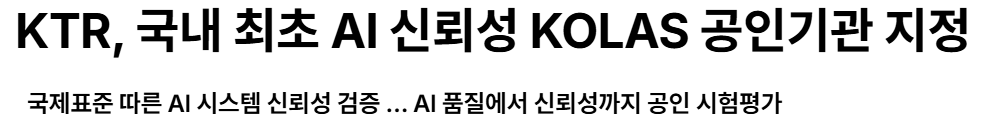 KTR, 국내 최초 AI 신뢰성 KOLAS 공인기관 지정
국제표준 따른 AI 시스템 신뢰성 검증 … AI 품질에서 신뢰성까지 공인 시험평가